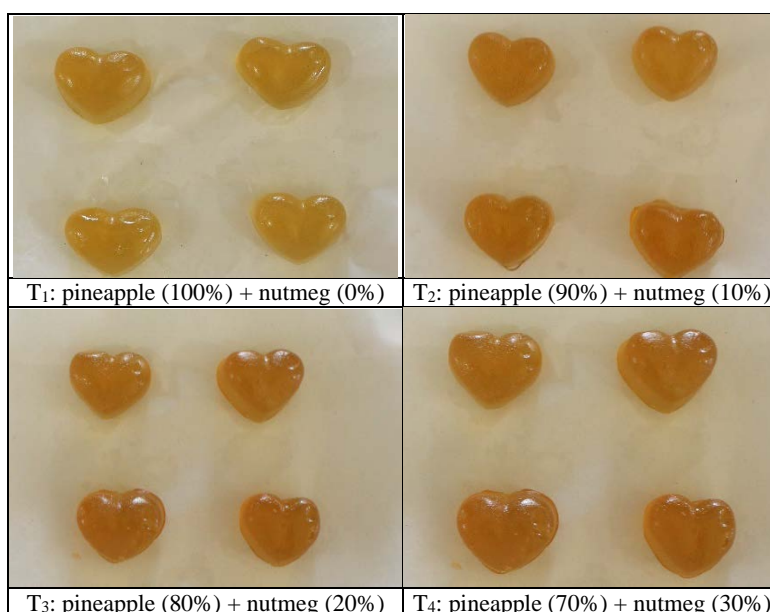 T₁: pineapple (100%) + nutmeg (0%)
T₂: pineapple (90%) + nutmeg (10%)
T₃: pineapple (80%) + nutmeg (20%)
T₄: pineapple (70%) + nutmeg (30%)